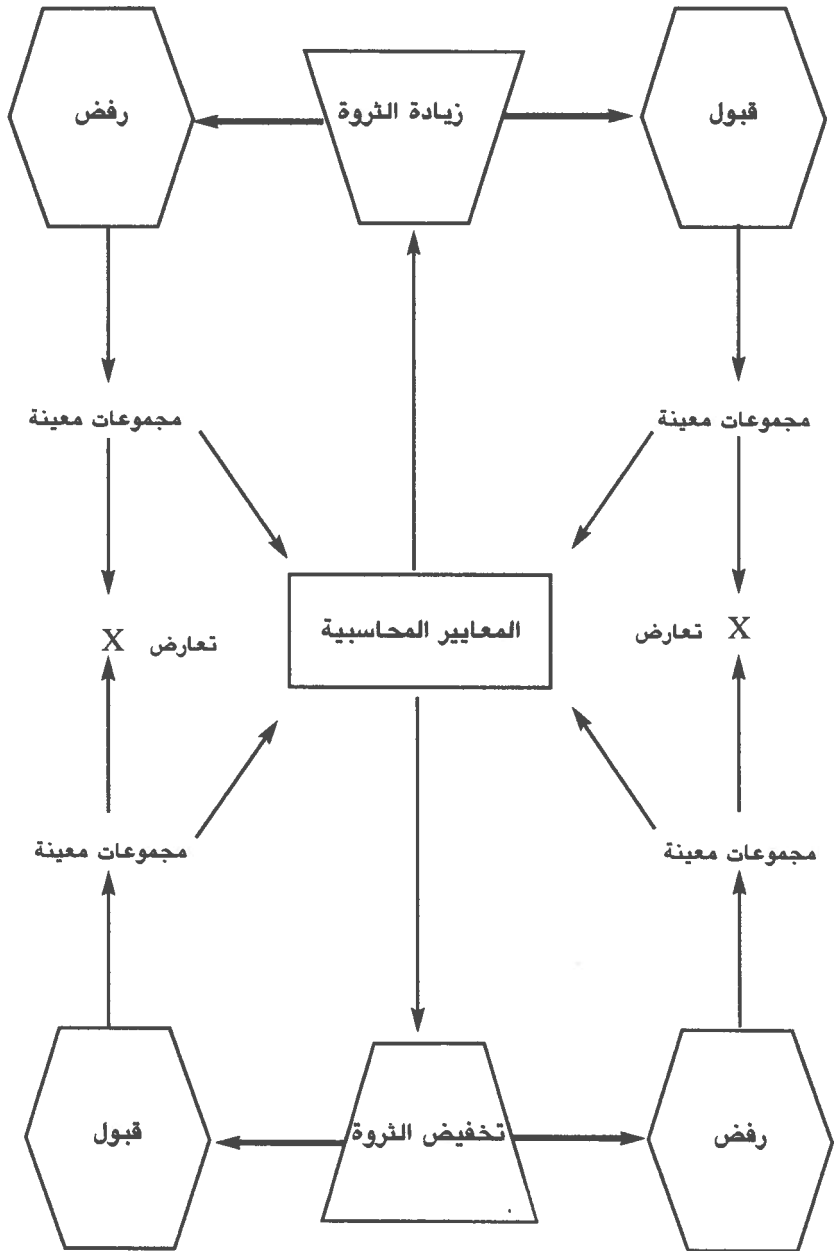 قبول
زيادة الثروة
رفض
مجموعات معينة
مجموعات معينة
المعايير المحاسبية
X تعارض
تعارض X
مجموعات معينة
مجموعات معينة
رفض
تخفيض الثروة
قبول